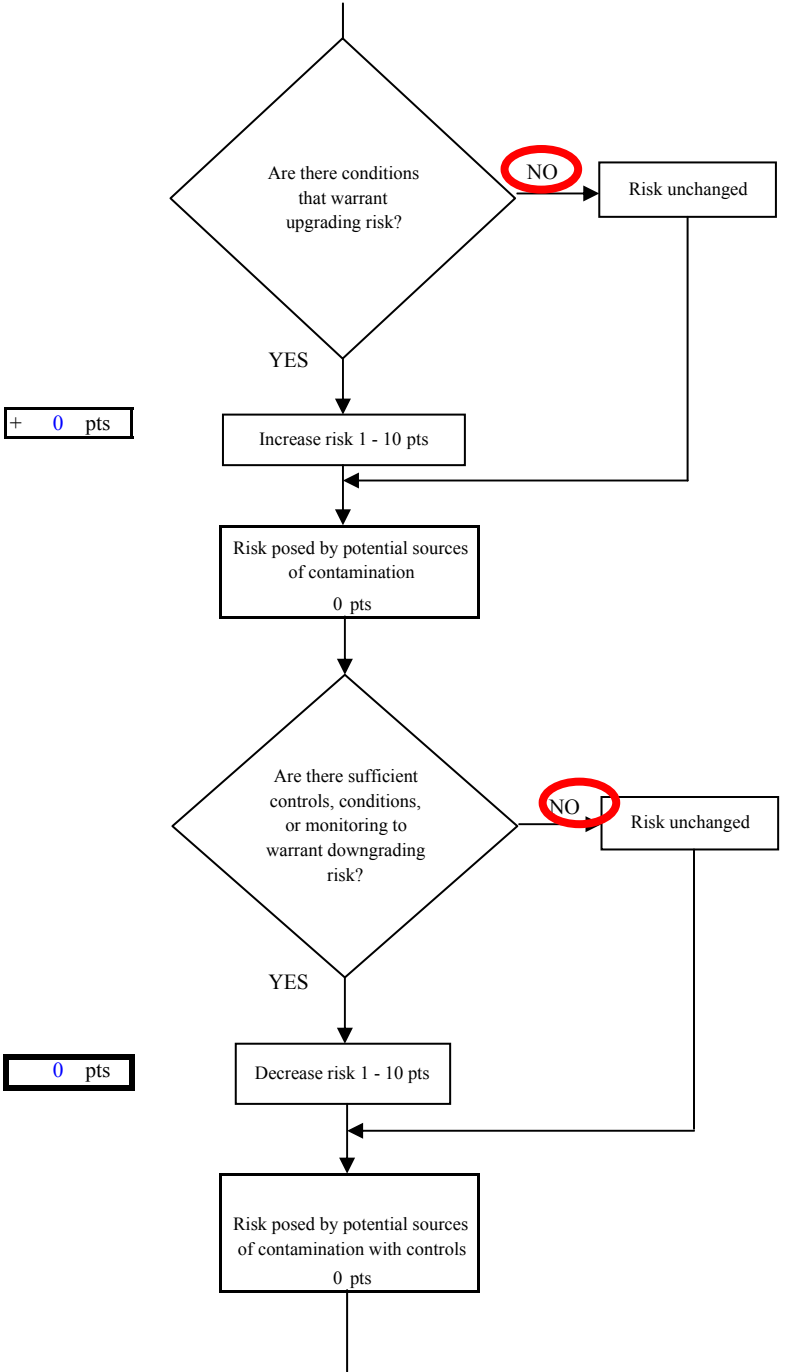 Are there conditions
that warrant
upgrading risk?
NO
Risk unchanged
YES
+ 0 pts
Increase risk 1 - 10 pts
Risk posed by potential sources
of contamination
0 pts
Are there sufficient
controls, conditions,
or monitoring to
warrant downgrading
risk?
NO
Risk unchanged
YES
0 pts
Decrease risk 1 - 10 pts
Risk posed by potential sources
of contamination with controls
0 pts